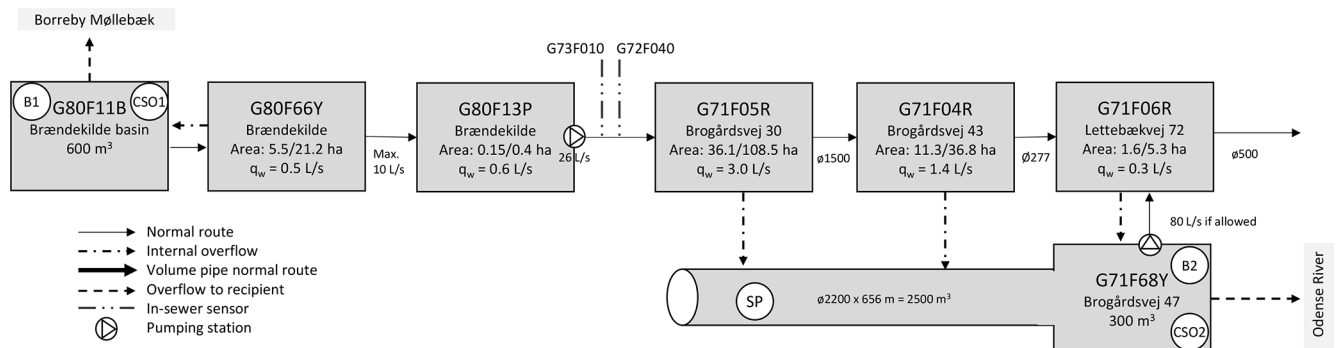 Borreby Møllebæk
G73F010 G72F040
B1
CSO1
G80F11B
Brændekilde basin
600 m³
G80F66Y
Brændekilde
Area: 5.5/21.2 ha
qw = 0.5 L/s
Max.
10 L/s
G80F13P
Brændekilde
Area: 0.15/0.4 ha
qw = 0.6 L/s
26 L/s
G71F05R
Brogårdsvej 30
Area: 36.1/108.5 ha
qw = 3.0 L/s
ø1500
G71F04R
Brogårdsvej 43
Area: 11.3/36.8 ha
qw = 1.4 L/s
Ø277
G71F06R
Lettebækvej 72
Area: 1.6/5.3 ha
qw = 0.3 L/s
ø500
80 L/s if allowed
Normal route
Internal overflow
Volume pipe normal route
Overflow to recipient
In-sewer sensor
Pumping station
SP
ø2200 x 656 m = 2500 m³
B2
G71F68Y
Brogårdsvej 47
300 m³
CSO2
Odense River